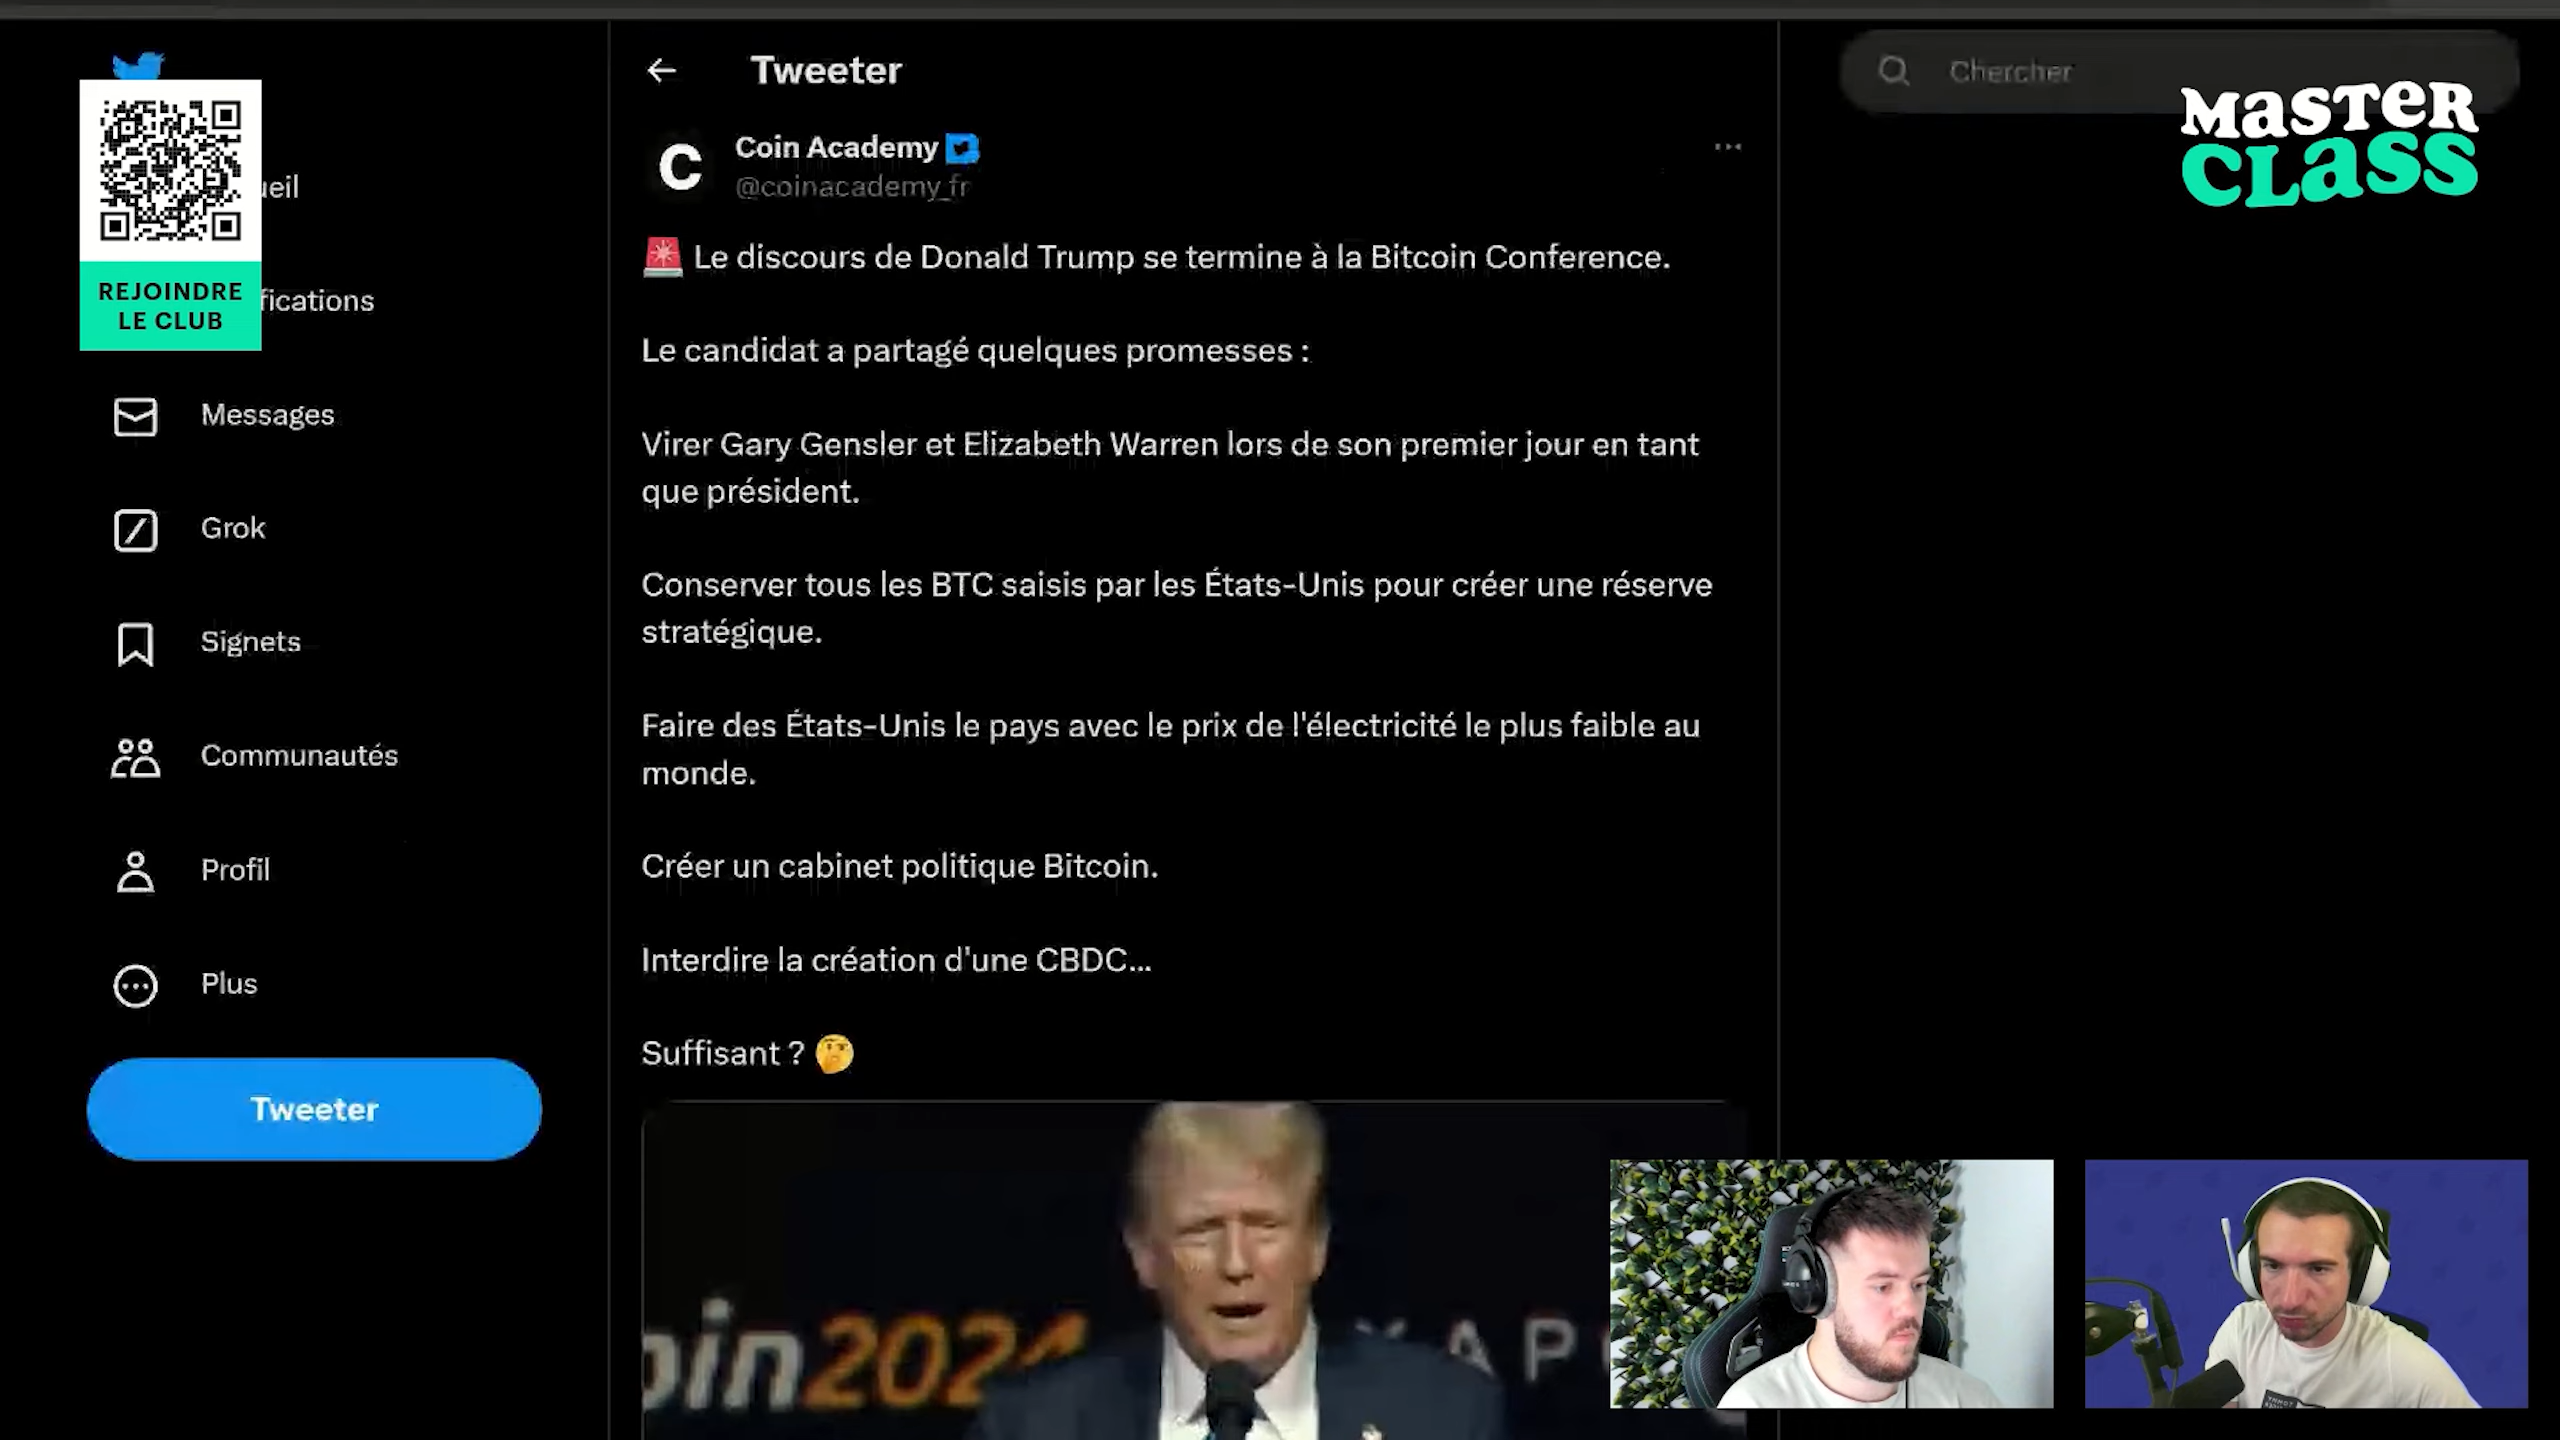 Tweeter
Chercher
MASTER
CLASS
Coin Academy
@coinacademy_fr
REJOINDRE
LE CLUB
Messages
Grok
Signets
Communautés
Profil
Plus
Tweeter
Le discours de Donald Trump se termine à la Bitcoin Conference.
Le candidat a partagé quelques promesses :
Virer Gary Gensler et Elizabeth Warren lors de son premier jour en tant
que président.
Conserver tous les BTC saisis par les États-Unis pour créer une réserve
stratégique.
Faire des États-Unis le pays avec le prix de l'électricité le plus faible au
monde.
Créer un cabinet politique Bitcoin.
Interdire la création d'une CBDC...
Suffisant ?
oin2024